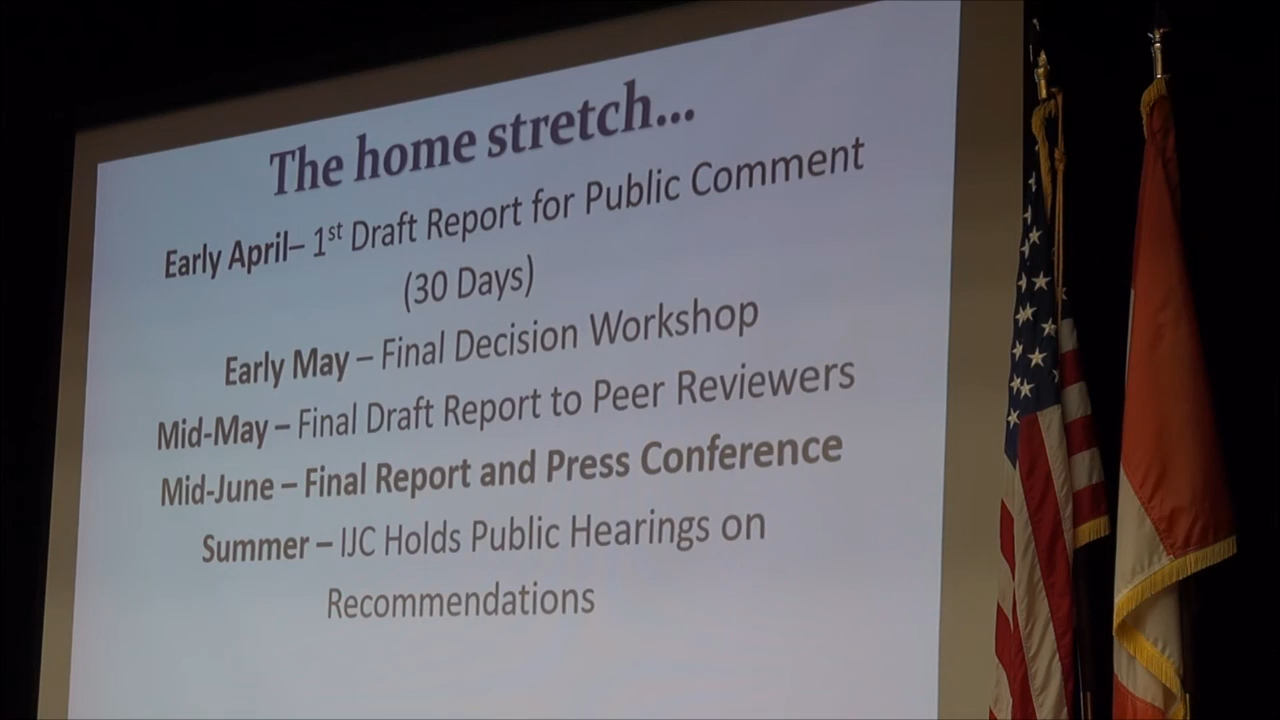 The home stretch...
Early April– 1st Draft Report for Public Comment
(30 Days)
Early May – Final Decision Workshop
Mid-May – Final Draft Report to Peer Reviewers
Mid-June – Final Report and Press Conference
Summer – IJC Holds Public Hearings on
Recommendations